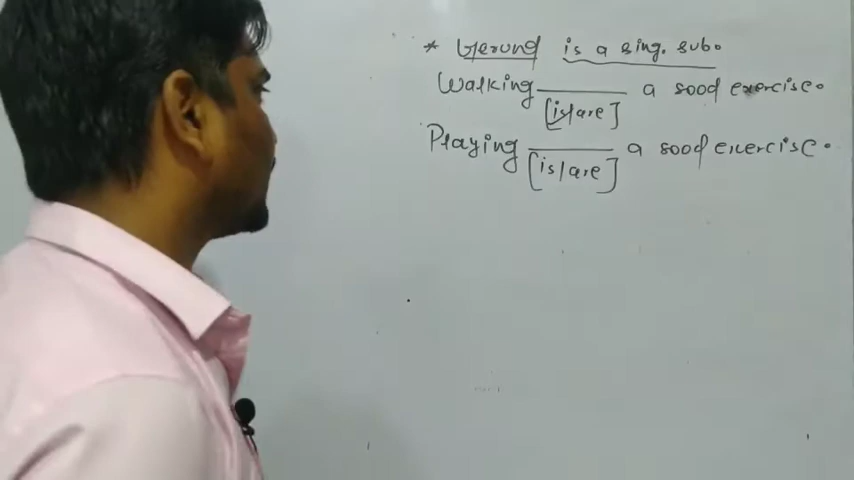 * Gerund is a sing. sub.
Walking ______ a good exercise.
[is/are]
Playing ______ a good exercise.
[is/are]